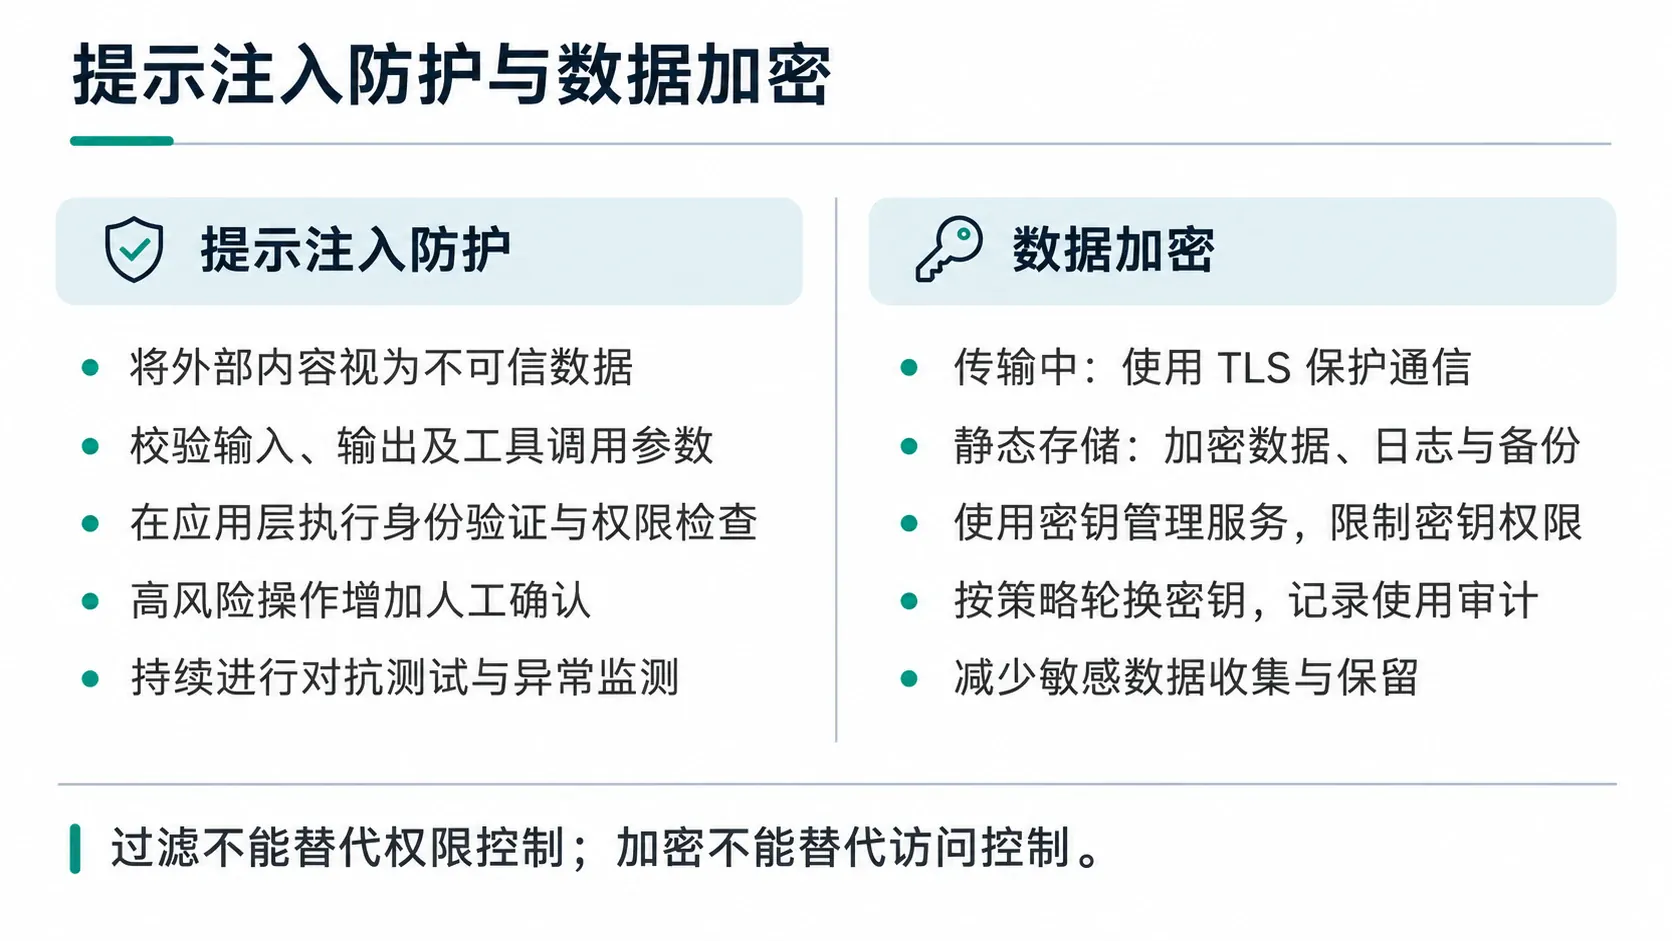 提示注入防护与数据加密
提示注入防护
将外部内容视为不可信数据
校验输入、输出及工具调用参数
在应用层执行身份验证与权限检查
高风险操作增加人工确认
持续进行对抗测试与异常监测
数据加密
传输中：使用 TLS 保护通信
静态存储：加密数据、日志与备份
使用密钥管理服务，限制密钥权限
按策略轮换密钥，记录使用审计
减少敏感数据收集与保留
过滤不能替代权限控制；加密不能替代访问控制。